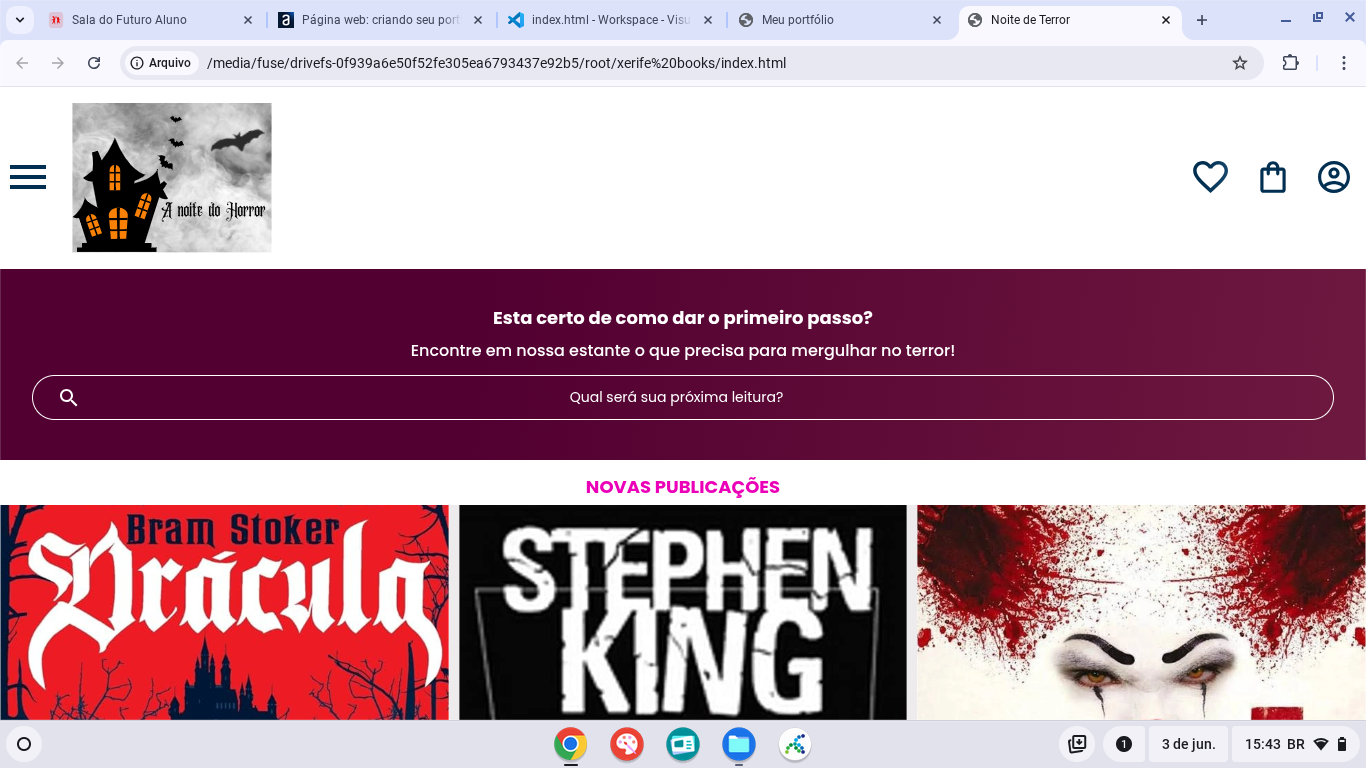 Sala do Futuro Aluno
Página web: criando seu port
index.html - Workspace - Visu
Meu portfólio
Noite de Terror
Arquivo
/media/fuse/drivefs-0f939a6e50f52fe305ea6793437e92b5/root/xerife%20books/index.html
A noite do Horror
Esta certo de como dar o primeiro passo?
Encontre em nossa estante o que precisa para mergulhar no terror!
Qual será sua próxima leitura?
NOVAS PUBLICAÇÕES
Bram Stoker
Drácula
STEPHEN
KING
1
3 de jun.
15:43 BR